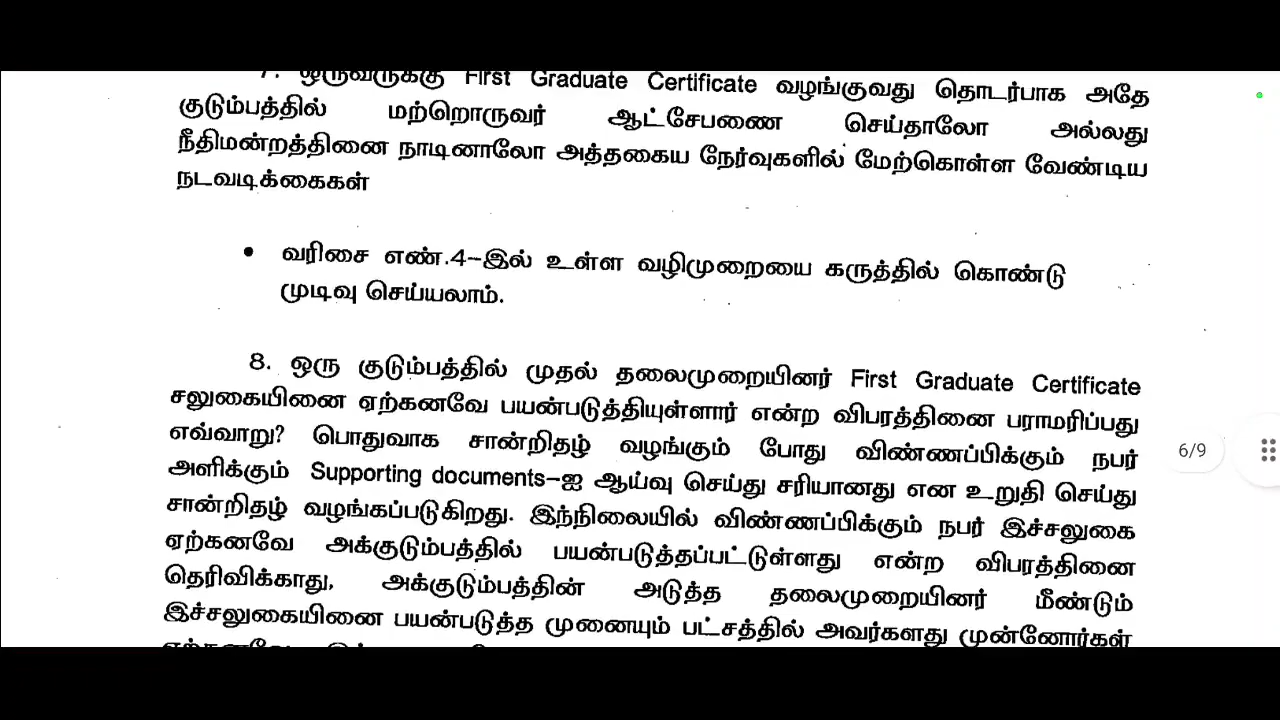 7. ஒருவருக்கு First Graduate Certificate வழங்குவது தொடர்பாக அதே
குடும்பத்தில் மற்றொருவர் ஆட்சேபணை செய்தாலோ அல்லது
நீதிமன்றத்தினை நாடினாலோ அத்தகைய நேர்வுகளில் மேற்கொள்ள வேண்டிய
நடவடிக்கைகள்
• வரிசை எண்.4-இல் உள்ள வழிமுறையை கருத்தில் கொண்டு
முடிவு செய்யலாம்.
8. ஒரு குடும்பத்தில் முதல் தலைமுறையினர் First Graduate Certificate
சலுகையினை ஏற்கனவே பயன்படுத்தியுள்ளார் என்ற விபரத்தினை பராமரிப்பது
எவ்வாறு? பொதுவாக சான்றிதழ் வழங்கும் போது விண்ணப்பிக்கும் நபர்
அளிக்கும் Supporting documents-ஐ ஆய்வு செய்து சரியானது என உறுதி செய்து
சான்றிதழ் வழங்கப்படுகிறது. இந்நிலையில் விண்ணப்பிக்கும் நபர் இச்சலுகை
ஏற்கனவே அக்குடும்பத்தில் பயன்படுத்தப்பட்டுள்ளது என்ற விபரத்தினை
தெரிவிக்காது, அக்குடும்பத்தின் அடுத்த தலைமுறையினர் மீண்டும்
இச்சலுகையினை பயன்படுத்த முனையும் பட்சத்தில் அவர்களது முன்னோர்கள்
ஏற்கனவே
6/9